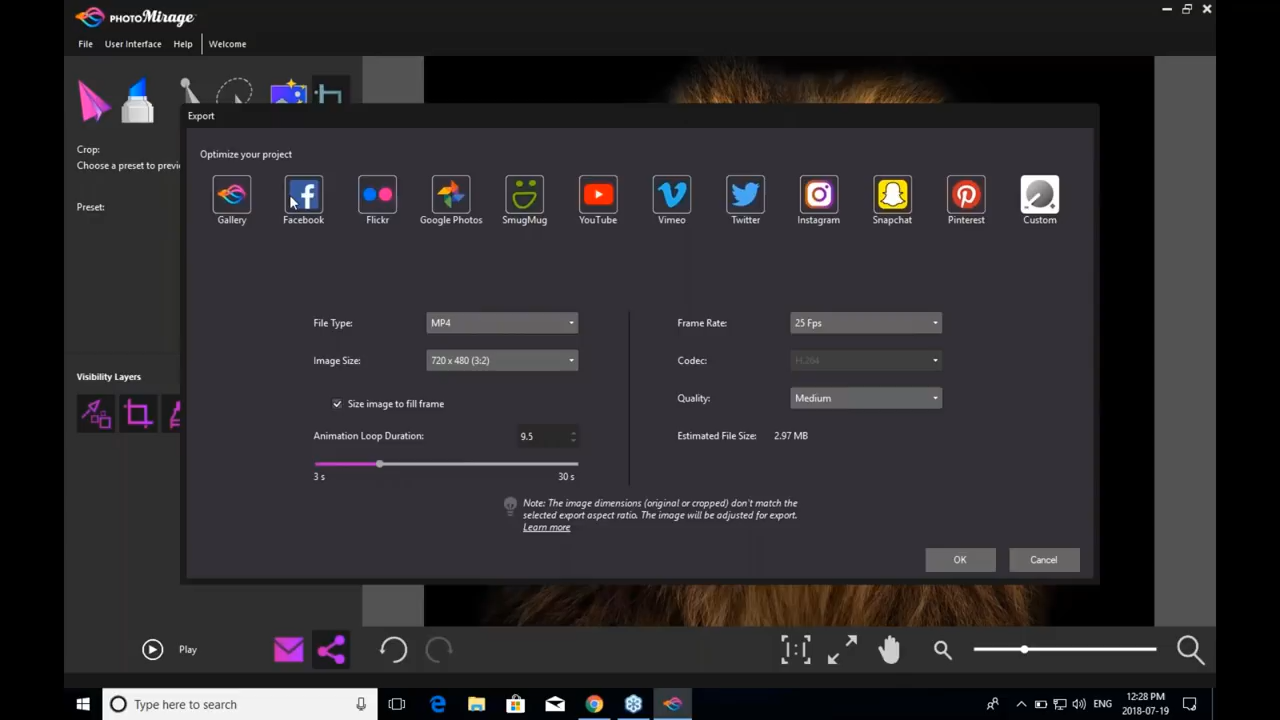 PHOTOMirage
File User Interface Help Welcome
Crop:
Choose a preset to previ
Preset:
Visibility Layers
Export
Optimize your project
Gallery Facebook Flickr Google Photos SmugMug YouTube Vimeo Twitter Instagram Snapchat Pinterest Custom
File Type: MP4
Frame Rate: 25 Fps
Image Size: 720 x 480 (3:2)
Codec: H.264
Size image to fill frame
Quality: Medium
Animation Loop Duration: 9.5
Estimated File Size: 2.97 MB
3 s 30 s
Note: The image dimensions (original or cropped) don't match the
selected export aspect ratio. The image will be adjusted for export.
Learn more
OK Cancel
Play
[1:1]
Type here to search
ENG
12:28 PM
2018-07-19